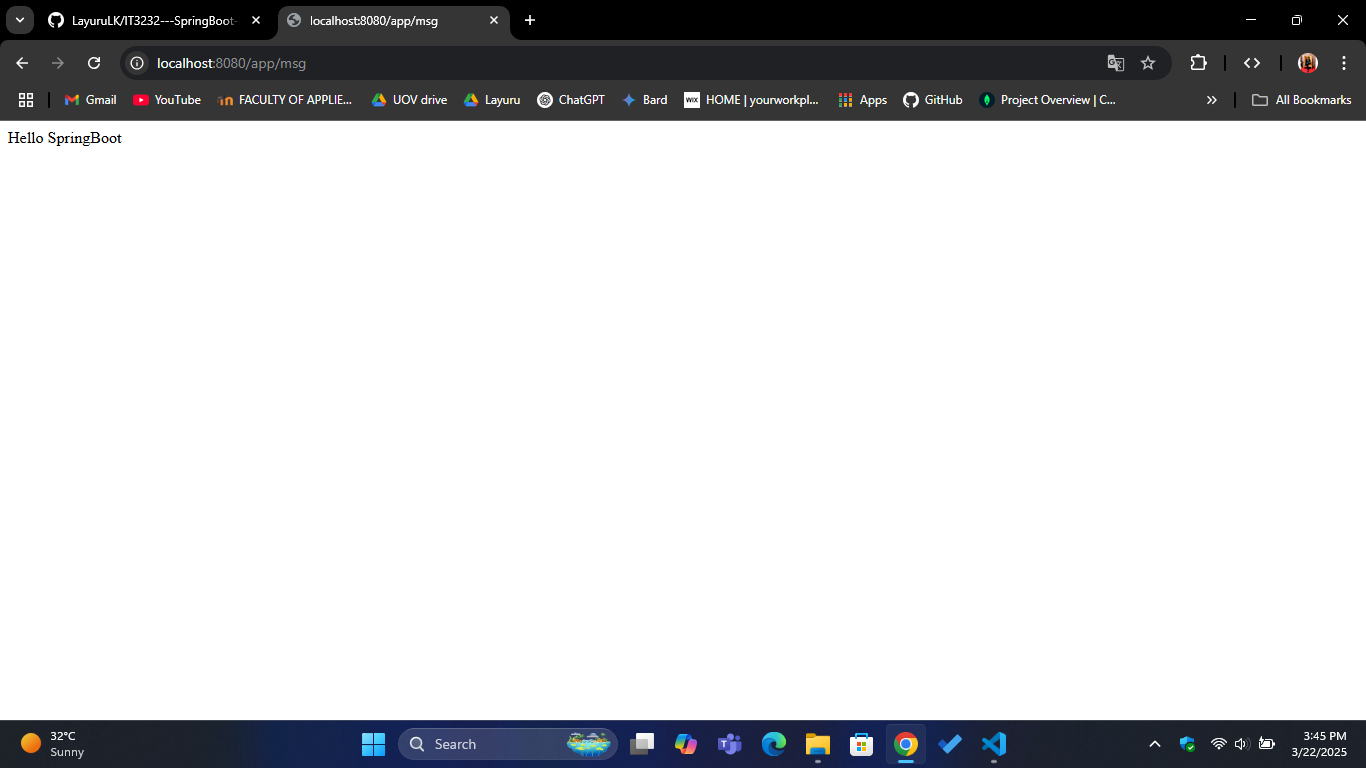 LayuruLK/IT3232---SpringBoot-
localhost:8080/app/msg
localhost:8080/app/msg
Gmail
YouTube
FACULTY OF APPLIE...
UOV drive
Layuru
ChatGPT
Bard
WIX
HOME | yourworkpl...
Apps
GitHub
Project Overview | C...
All Bookmarks
Hello SpringBoot
32°C
Sunny
Search
3:45 PM
3/22/2025